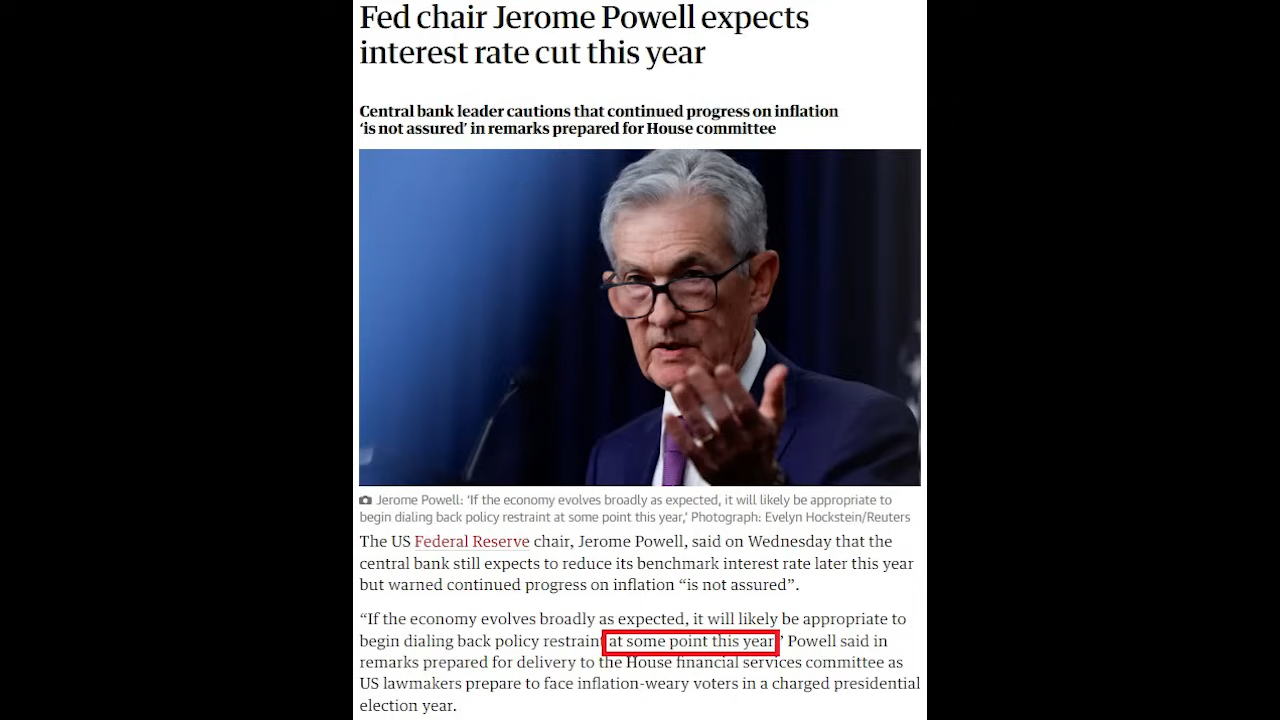 Fed chair Jerome Powell expects
interest rate cut this year
Central bank leader cautions that continued progress on inflation
‘is not assured’ in remarks prepared for House committee
Jerome Powell: ‘If the economy evolves broadly as expected, it will likely be appropriate to
begin dialing back policy restraint at some point this year,’ Photograph: Evelyn Hockstein/Reuters
The US Federal Reserve chair, Jerome Powell, said on Wednesday that the
central bank still expects to reduce its benchmark interest rate later this year
but warned continued progress on inflation “is not assured”.
“If the economy evolves broadly as expected, it will likely be appropriate to
begin dialing back policy restraint at some point this year” Powell said in
remarks prepared for delivery to the House financial services committee as
US lawmakers prepare to face inflation-weary voters in a charged presidential
election year.